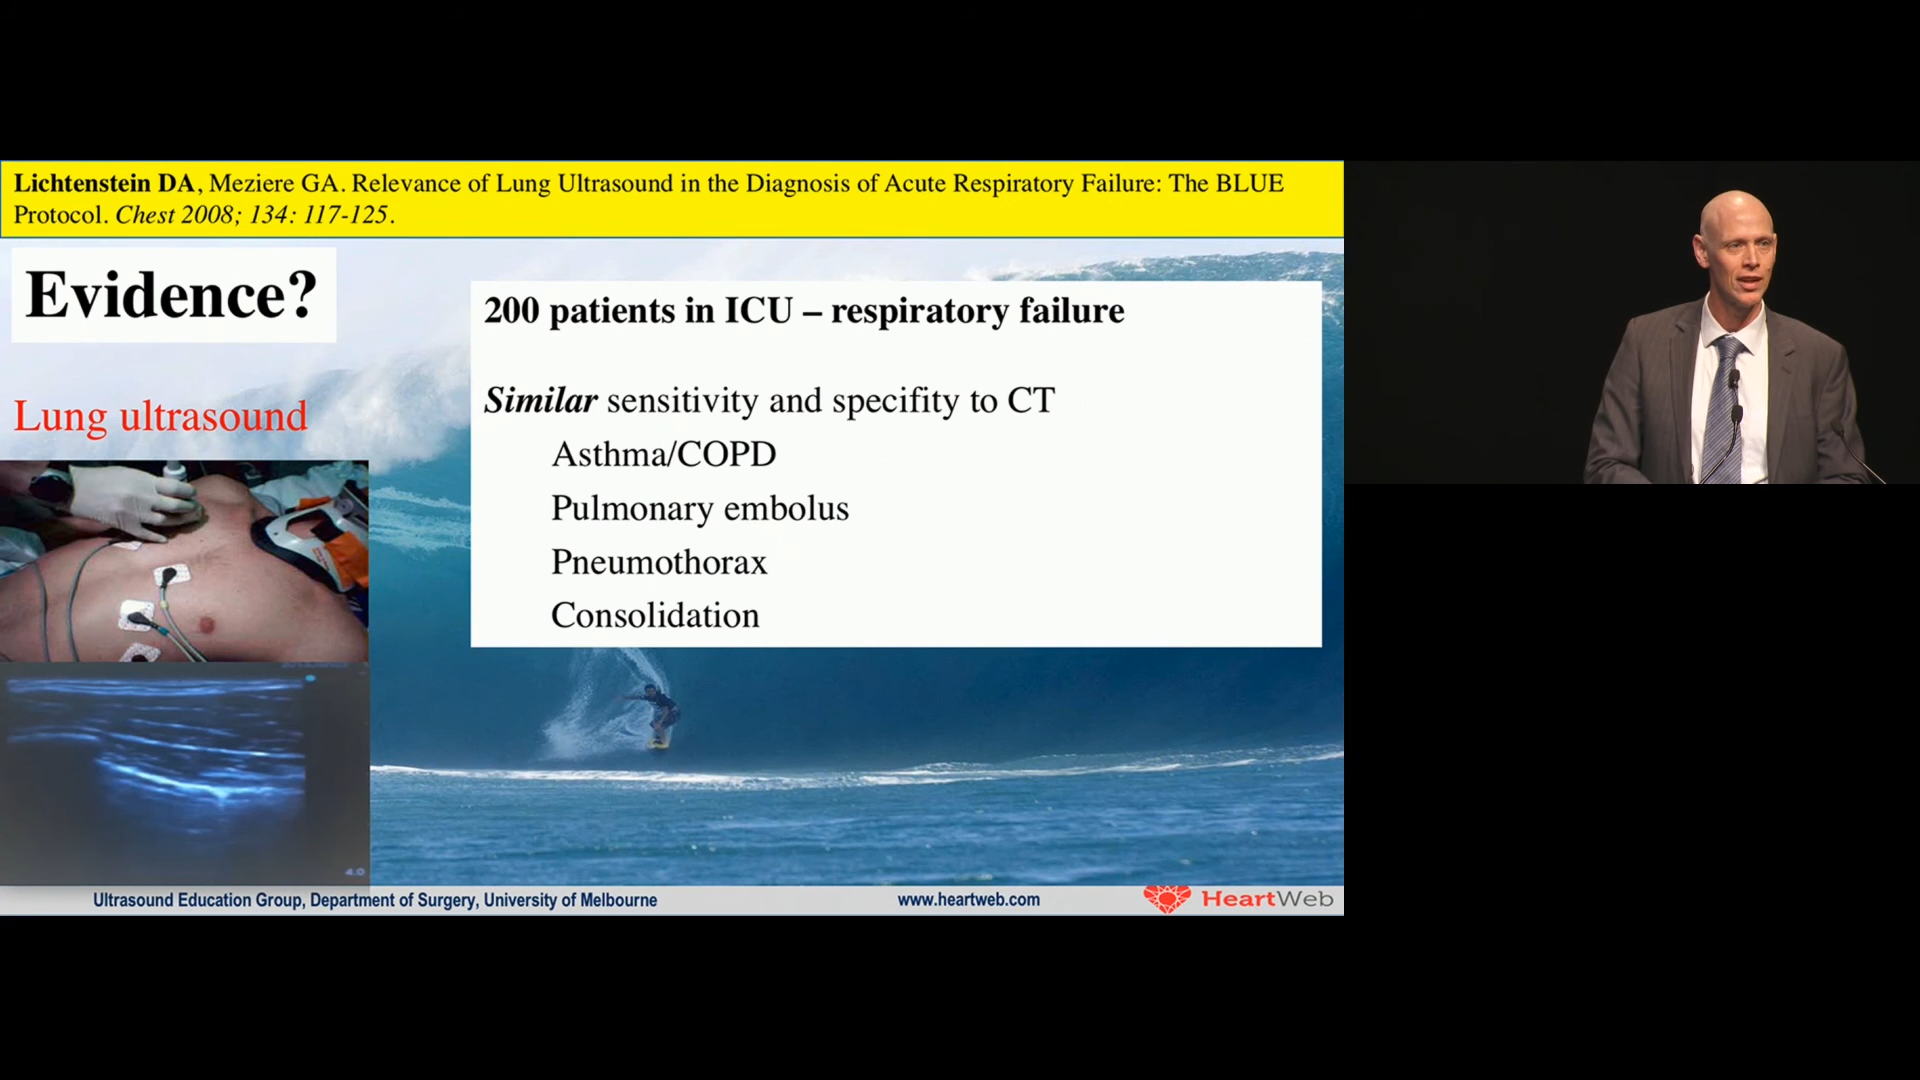 Lichtenstein DA, Meziere GA. Relevance of Lung Ultrasound in the Diagnosis of Acute Respiratory Failure: The BLUE
Protocol. Chest 2008; 134: 117-125.
Evidence?
Lung ultrasound
200 patients in ICU – respiratory failure
Similar sensitivity and specifity to CT
Asthma/COPD
Pulmonary embolus
Pneumothorax
Consolidation
4.0
Ultrasound Education Group, Department of Surgery, University of Melbourne
www.heartweb.com
HeartWeb